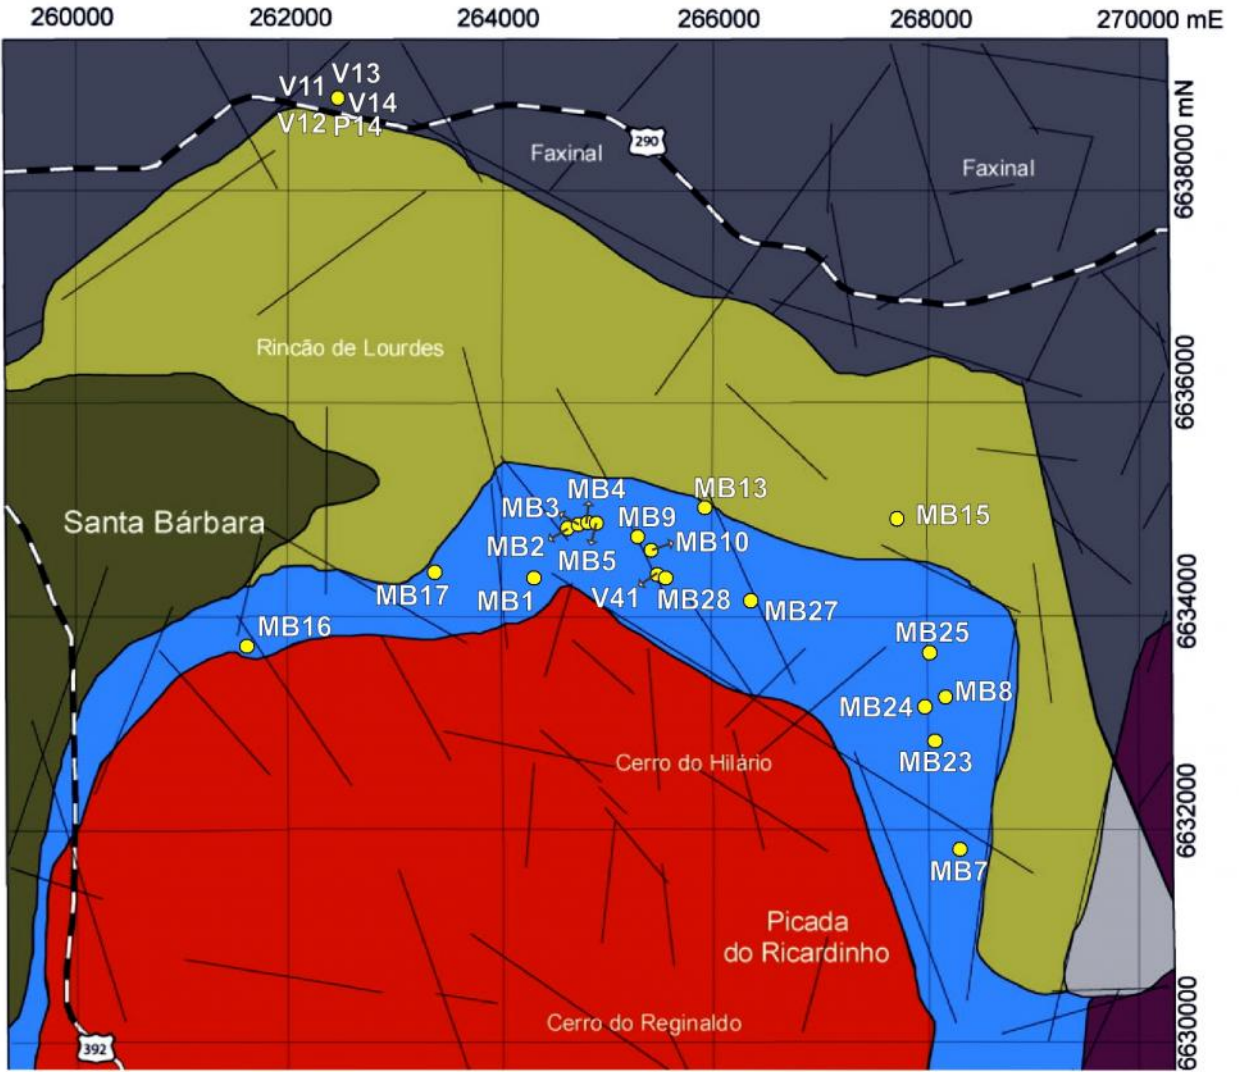 260000 262000 264000 266000 268000 270000 mE
V11 V13
V14
V12 P14
290
Faxinal
Faxinal
6638000 mN
Rincão de Lourdes
6636000
MB4
MB3
MB13
MB9
MB15
Santa Bárbara
MB2
MB10
MB5
MB17
MB1
V41
MB28
MB27
6634000
MB16
MB25
MB8
MB24
MB23
Cerro do Hilário
6632000
MB7
Picada
do Ricardinho
Cerro do Reginaldo
6630000
392